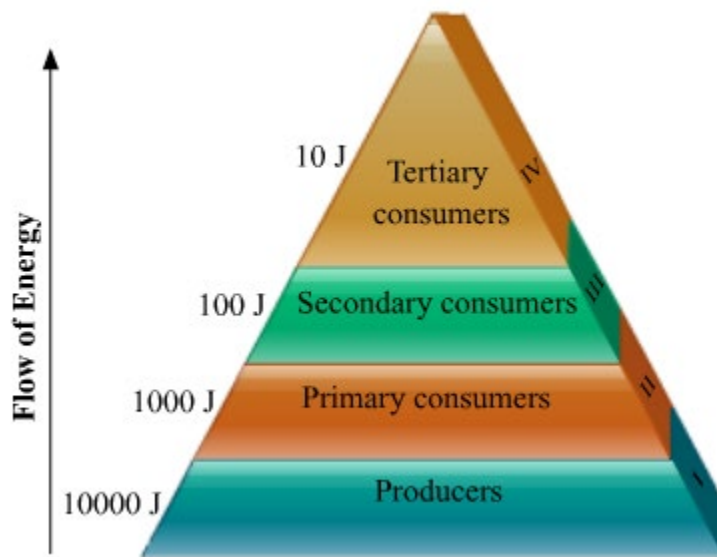 10 J
Tertiary
consumers
IV
100 J
Secondary consumers
III
1000 J
Primary consumers
II
10000 J
Producers
I
Flow of Energy